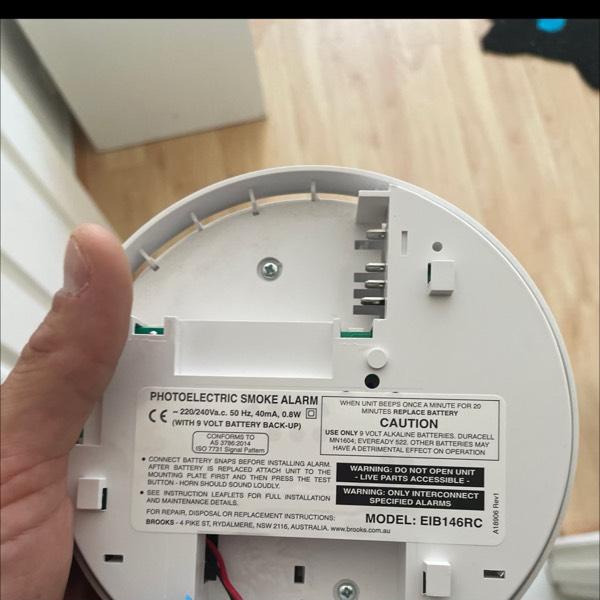 PHOTOELECTRIC SMOKE ALARM
CE ~ 220/240Va.c. 50 Hz, 40mA, 0.8W
(WITH 9 VOLT BATTERY BACK-UP)
CONFORMS TO
AS 3786:2014
ISO 7731 Signal Pattern
• CONNECT BATTERY SNAPS BEFORE INSTALLING ALARM.
AFTER BATTERY IS REPLACED ATTACH UNIT TO THE
MOUNTING PLATE FIRST AND THEN PRESS THE TEST
BUTTON - HORN SHOULD SOUND LOUDLY.
• SEE INSTRUCTION LEAFLETS FOR FULL INSTALLATION
AND MAINTENANCE DETAILS.
FOR REPAIR, DISPOSAL OR REPLACEMENT INSTRUCTIONS:
BROOKS - 4 PIKE ST, RYDALMERE, NSW 2116, AUSTRALIA. www.brooks.com.au
WHEN UNIT BEEPS ONCE A MINUTE FOR 20
MINUTES REPLACE BATTERY
CAUTION
USE ONLY 9 VOLT ALKALINE BATTERIES. DURACELL
MN1604; EVEREADY 522. OTHER BATTERIES MAY
HAVE A DETRIMENTAL EFFECT ON OPERATION
WARNING: DO NOT OPEN UNIT
- LIVE PARTS ACCESSIBLE -
WARNING: ONLY INTERCONNECT
SPECIFIED ALARMS
MODEL: EIB146RC
A18906 Rev1